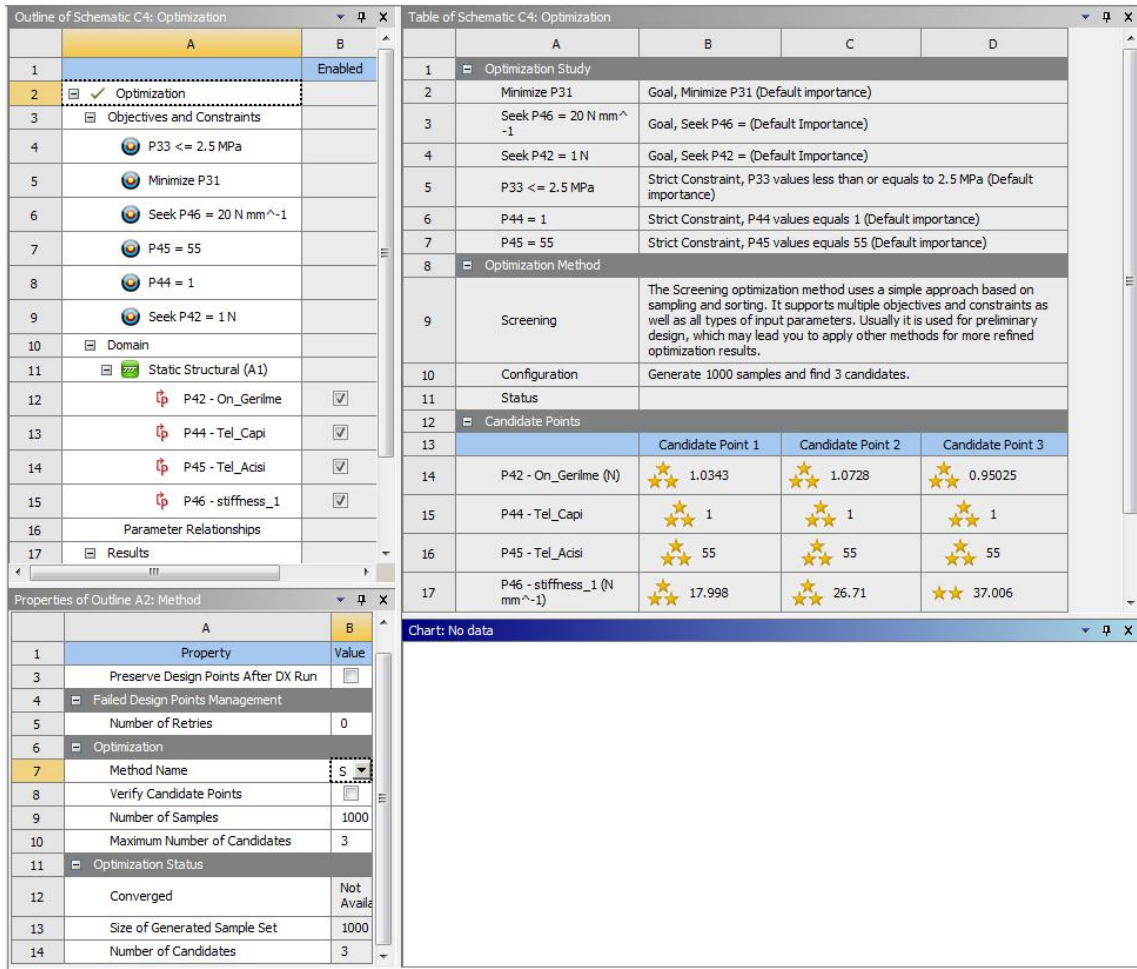 Outline of Schematic C4: Optimization
A B
1 Enabled
2 Optimization
3 Objectives and Constraints
4 P33 <= 2.5 MPa
5 Minimize P31
6 Seek P46 = 20 N mm^-1
7 P45 = 55
8 P44 = 1
9 Seek P42 = 1 N
10 Domain
11 Static Structural (A1)
12 P42 - On_Gerilme
13 P44 - Tel_Capi
14 P45 - Tel_Acisi
15 P46 - stiffness_1
16 Parameter Relationships
17 Results
Properties of Outline A2: Method
A B
1 Property Value
3 Preserve Design Points After DX Run
4 Failed Design Points Management
5 Number of Retries 0
6 Optimization
7 Method Name S
8 Verify Candidate Points
9 Number of Samples 1000
10 Maximum Number of Candidates 3
11 Optimization Status
12 Converged Not
Availa
13 Size of Generated Sample Set 1000
14 Number of Candidates 3
Table of Schematic C4: Optimization
A B C D
1 Optimization Study
2 Minimize P31 Goal, Minimize P31 (Default importance)
3 Seek P46 = 20 N mm^
-1 Goal, Seek P46 = (Default Importance)
4 Seek P42 = 1 N Goal, Seek P42 = (Default Importance)
5 P33 <= 2.5 MPa Strict Constraint, P33 values less than or equals to 2.5 MPa (Default
importance)
6 P44 = 1 Strict Constraint, P44 values equals 1 (Default importance)
7 P45 = 55 Strict Constraint, P45 values equals 55 (Default importance)
8 Optimization Method
9 Screening The Screening optimization method uses a simple approach based on
sampling and sorting. It supports multiple objectives and constraints as
well as all types of input parameters. Usually it is used for preliminary
design, which may lead you to apply other methods for more refined
optimization results.
10 Configuration Generate 1000 samples and find 3 candidates.
11 Status
12 Candidate Points
13 Candidate Point 1 Candidate Point 2 Candidate Point 3
14 P42 - On_Gerilme (N) 1.0343 1.0728 0.95025
15 P44 - Tel_Capi 1 1 1
16 P45 - Tel_Acisi 55 55 55
17 P46 - stiffness_1 (N
mm^-1) 17.998 26.71 37.006
Chart: No data